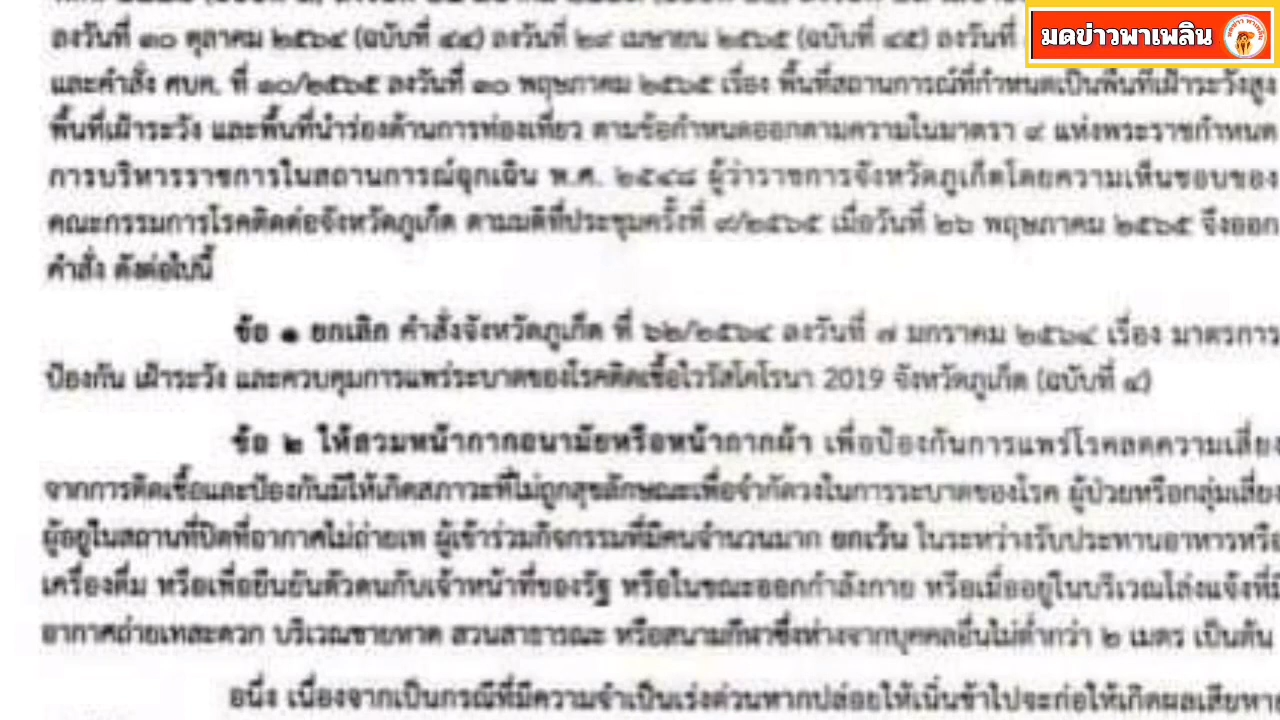 มดข่าวพาเพลิน
ลงวันที่ ๓๐ ตุลาคม ๒๕๖๔ (ฉบับที่ ๔๔) ลงวันที่ ๒๙ เมษายน ๒๕๖๕ (ฉบับที่ ๔๕) ลงวันที่
และคำสั่ง ศบค. ที่ ๑๐/๒๕๖๕ ลงวันที่ ๓๐ พฤษภาคม ๒๕๖๕ เรื่อง พื้นที่สถานการณ์ที่กำหนดเป็นพื้นที่เฝ้าระวังสูง
พื้นที่เฝ้าระวัง และพื้นที่นำร่องด้านการท่องเที่ยว ตามข้อกำหนดออกตามความในมาตรา ๙ แห่งพระราชกำหนด
การบริหารราชการในสถานการณ์ฉุกเฉิน พ.ศ. ๒๕๔๘ ผู้ว่าราชการจังหวัดภูเก็ตโดยความเห็นชอบของ
คณะกรรมการโรคติดต่อจังหวัดภูเก็ต ตามมติที่ประชุมครั้งที่ ๗/๒๕๖๕ เมื่อวันที่ ๒๖ พฤษภาคม ๒๕๖๕ จึงออก
คำสั่ง ดังต่อไปนี้
ข้อ ๑ ยกเลิก คำสั่งจังหวัดภูเก็ต ที่ ๖๒/๒๕๖๔ ลงวันที่ ๗ มกราคม ๒๕๖๔ เรื่อง มาตรการ
ป้องกัน เฝ้าระวัง และควบคุมการแพร่ระบาดของโรคติดเชื้อไวรัสโคโรนา 2019 จังหวัดภูเก็ต (ฉบับที่ ๔)
ข้อ ๒ ให้สวมหน้ากากอนามัยหรือหน้ากากผ้า เพื่อป้องกันการแพร่โรคลดความเสี่ยง
จากการติดเชื้อและป้องกันมิให้เกิดสภาวะที่ไม่ถูกสุขลักษณะเพื่อจำกัดวงในการระบาดของโรค ผู้ป่วยหรือกลุ่มเสี่ยง
ผู้อยู่ในสถานที่ปิดที่อากาศไม่ถ่ายเท ผู้เข้าร่วมกิจกรรมที่มีคนจำนวนมาก ยกเว้น ในระหว่างรับประทานอาหารหรือ
เครื่องดื่ม หรือเพื่อยืนยันตัวตนกับเจ้าหน้าที่ของรัฐ หรือในขณะออกกำลังกาย หรือเมื่ออยู่ในบริเวณโล่งแจ้งที่มี
อากาศถ่ายเทสะดวก บริเวณชายหาด สวนสาธารณะ หรือสนามกีฬาซึ่งห่างจากบุคคลอื่นไม่ต่ำกว่า ๒ เมตร เป็นต้น
อนึ่ง เนื่องจากเป็นกรณีที่มีความจำเป็นเร่งด่วนหากปล่อยให้เนิ่นช้าไปจะก่อให้เกิดผลเสียหาย